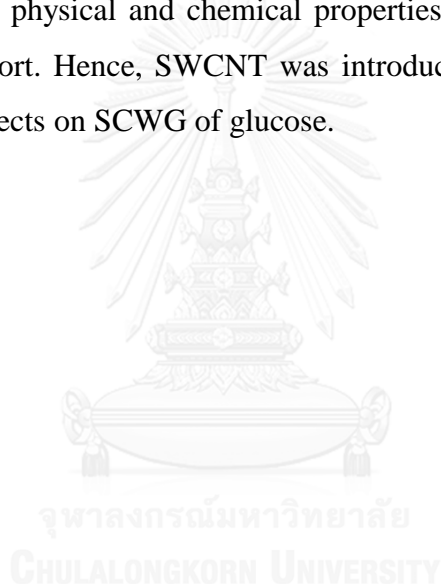 physical and chemical properties
ort. Hence, SWCNT was introduc
ects on SCWG of glucose.
จุฬาลงกรณ์มหาวิทยาลัย
CHULALONGKORN UNIVERSITY